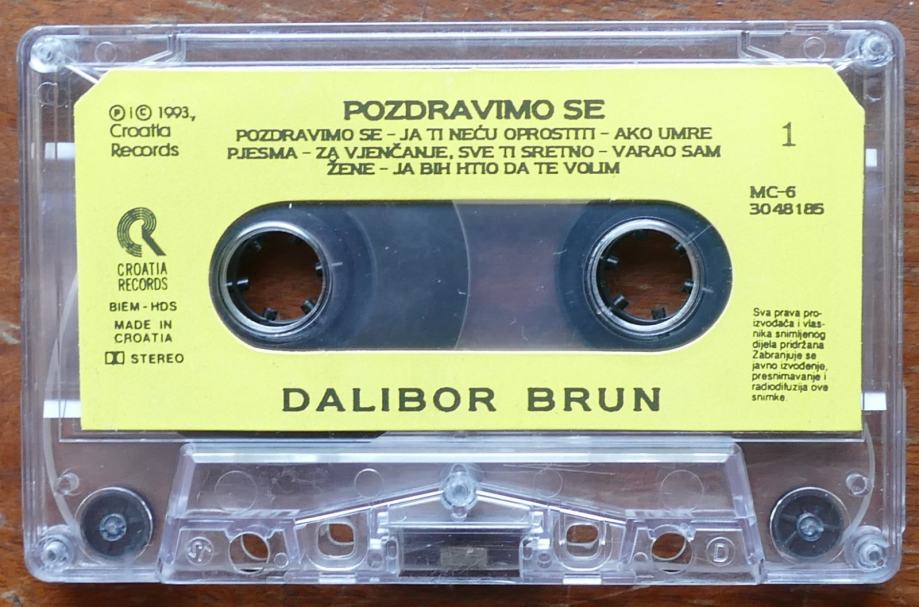 ℗ i © 1993,
Croatia
Records
POZDRAVIMO SE
POZDRAVIMO SE - JA TI NEĆU OPROSTITI - AKO UMRE
PJESMA - ZA VJENČANJE, SVE TI SRETNO - VARAO SAM
ŽENE - JA BIH HTIO DA TE VOLIM
1
MC-6
3048185
CROATIA
RECORDS
BIEM - HDS
MADE IN
CROATIA
STEREO
Sva prava pro-
izvođača i vlas-
nika snimljenog
dijela pridržana
Zabranjuje se
javno izvođenje,
presnimavanje i
radiodifuzija ove
snimke.
DALIBOR BRUN